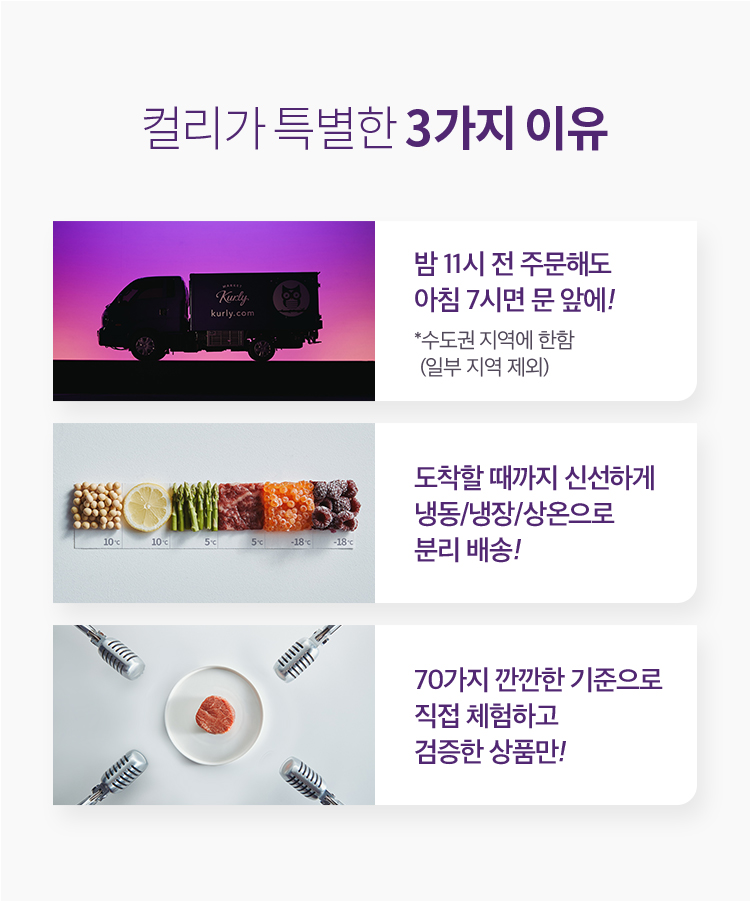 컬리가 특별한 3가지 이유
MARKET
Kurly
kurly.com
밤 11시 전 주문해도
아침 7시면 문 앞에!
*수도권 지역에 한함
(일부 지역 제외)
10℃ 10℃ 5℃ 5℃ -18℃ -18℃
도착할 때까지 신선하게
냉동/냉장/상온으로
분리 배송!
70가지 깐깐한 기준으로
직접 체험하고
검증한 상품만!